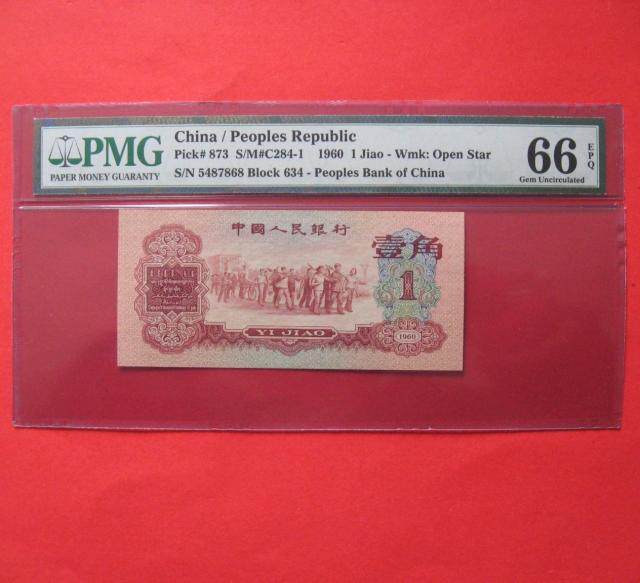 PMG
PAPER MONEY GUARANTY
China / Peoples Republic
Pick# 873 S/M#C284-1 1960 1 Jiao - Wmk: Open Star
S/N 5487868 Block 634 - Peoples Bank of China
66 EPQ
Gem Uncirculated
中國人民銀行
壹角
1
YI JIAO
1960